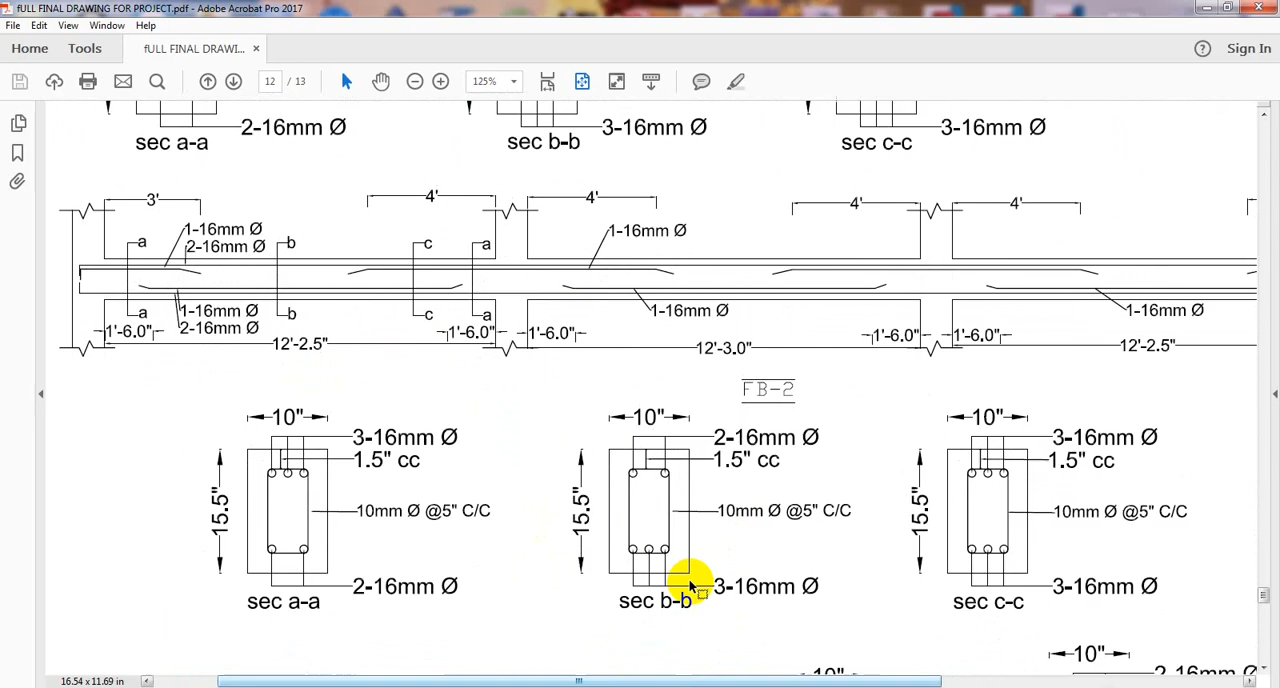 fULL FINAL DRAWING FOR PROJECT.pdf - Adobe Acrobat Pro 2017
File Edit View Window Help
Home Tools fULL FINAL DRAWI... × ? Sign In
12 / 13 125%
2-16mm Ø 3-16mm Ø 3-16mm Ø
sec a-a sec b-b sec c-c
3' 4' 4' 4' 4'
1-16mm Ø 1-16mm Ø
2-16mm Ø
a b c a
1-16mm Ø 1-16mm Ø 1-16mm Ø
a b c a
2-16mm Ø
1'-6.0" 1'-6.0" 1'-6.0" 1'-6.0" 1'-6.0"
12'-2.5" 12'-3.0" 12'-2.5"
FB-2
10" 10" 10"
3-16mm Ø 2-16mm Ø 3-16mm Ø
1.5" cc 1.5" cc 1.5" cc
15.5" 10mm Ø @5" C/C 15.5" 10mm Ø @5" C/C 15.5" 10mm Ø @5" C/C
2-16mm Ø 3-16mm Ø 3-16mm Ø
sec a-a sec b-b sec c-c
10"
16.54 x 11.69 in